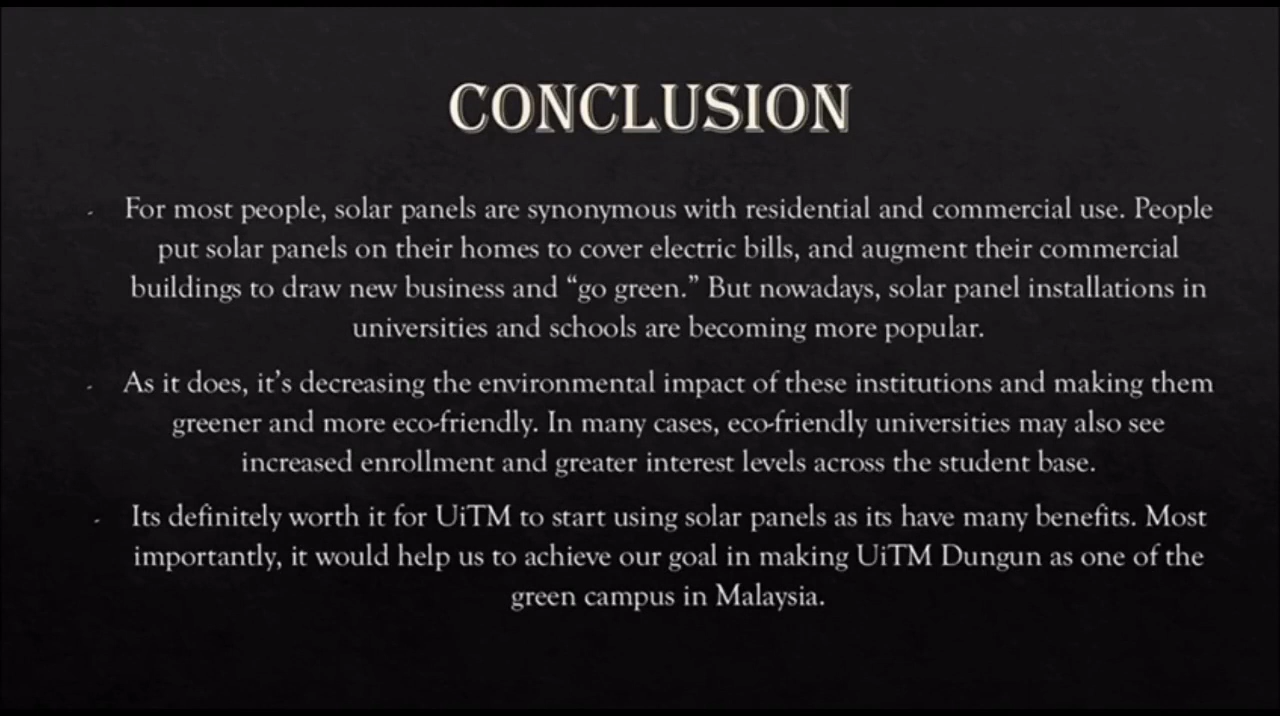 CONCLUSION
- For most people, solar panels are synonymous with residential and commercial use. People
put solar panels on their homes to cover electric bills, and augment their commercial
buildings to draw new business and “go green.” But nowadays, solar panel installations in
universities and schools are becoming more popular.
- As it does, it’s decreasing the environmental impact of these institutions and making them
greener and more eco-friendly. In many cases, eco-friendly universities may also see
increased enrollment and greater interest levels across the student base.
- Its definitely worth it for UiTM to start using solar panels as its have many benefits. Most
importantly, it would help us to achieve our goal in making UiTM Dungun as one of the
green campus in Malaysia.